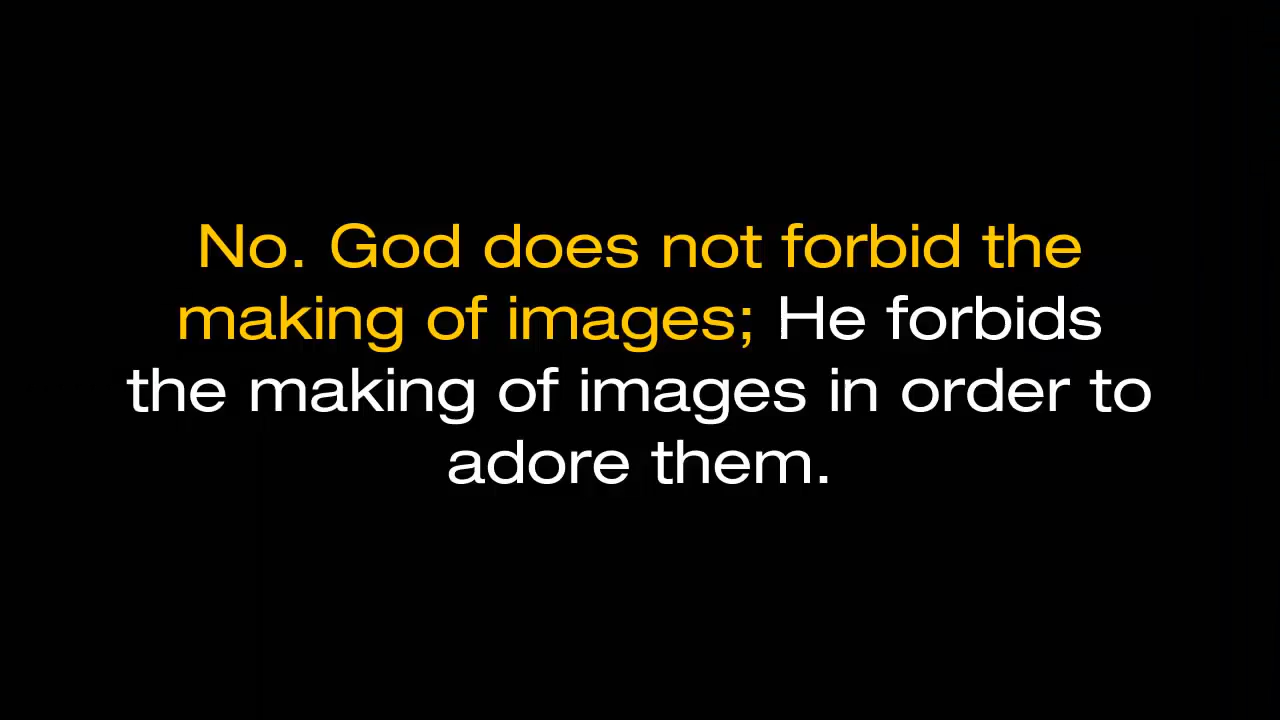 No. God does not forbid the
making of images; He forbids
the making of images in order to
adore them.